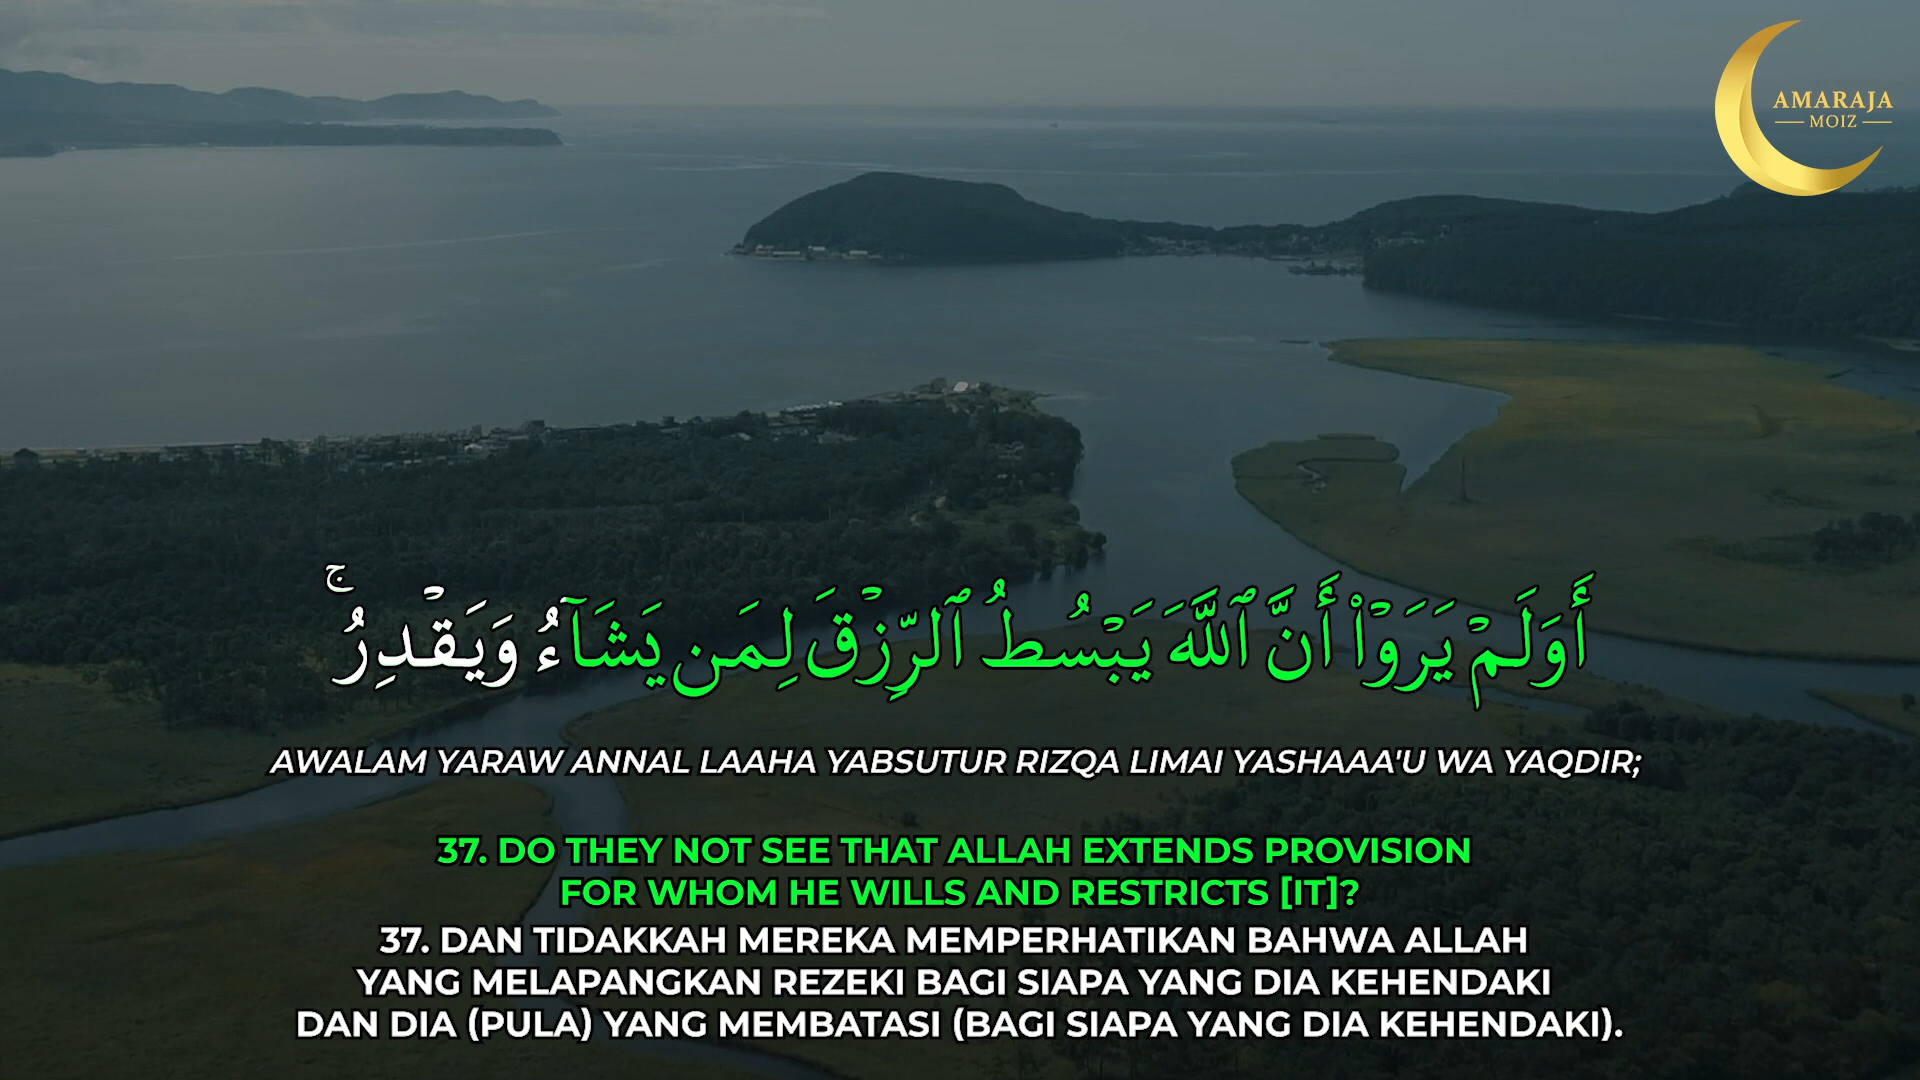 AMARAJA
MOIZ
أَوَلَمْ يَرَوْا۟ أَنَّ ٱللَّهَ يَبْسُطُ ٱلرِّزْقَ لِمَن يَشَآءُ وَيَقْدِرُ ۚ
AWALAM YARAW ANNAL LAAHA YABSUTUR RIZQA LIMAI YASHAAA'U WA YAQDIR;
37. DO THEY NOT SEE THAT ALLAH EXTENDS PROVISION
FOR WHOM HE WILLS AND RESTRICTS [IT]?
37. DAN TIDAKKAH MEREKA MEMPERHATIKAN BAHWA ALLAH
YANG MELAPANGKAN REZEKI BAGI SIAPA YANG DIA KEHENDAKI
DAN DIA (PULA) YANG MEMBATASI (BAGI SIAPA YANG DIA KEHENDAKI).